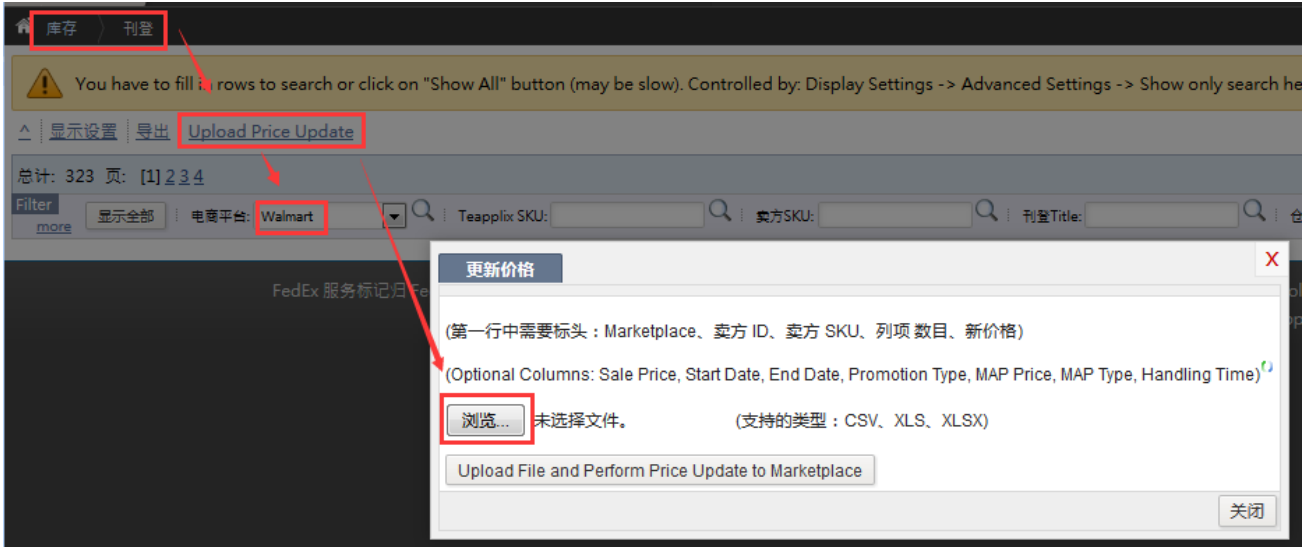 库存 刊登
You have to fill in rows to search or click on "Show All" button (may be slow). Controlled by: Display Settings -> Advanced Settings -> Show only search he
^ 显示设置 导出 Upload Price Update
总计: 323 页: [1] 2 3 4
Filter
more
显示全部 电商平台: Walmart Teapplix SKU: 卖方SKU: 刊登Title: 仓
更新价格 X
FedEx 服务标记归 Fe
(第一行中需要标头：Marketplace、卖方 ID、卖方 SKU、列项 数目、新价格)
(Optional Columns: Sale Price, Start Date, End Date, Promotion Type, MAP Price, MAP Type, Handling Time)
浏览... 未选择文件。 (支持的类型：CSV、XLS、XLSX)
Upload File and Perform Price Update to Marketplace
关闭